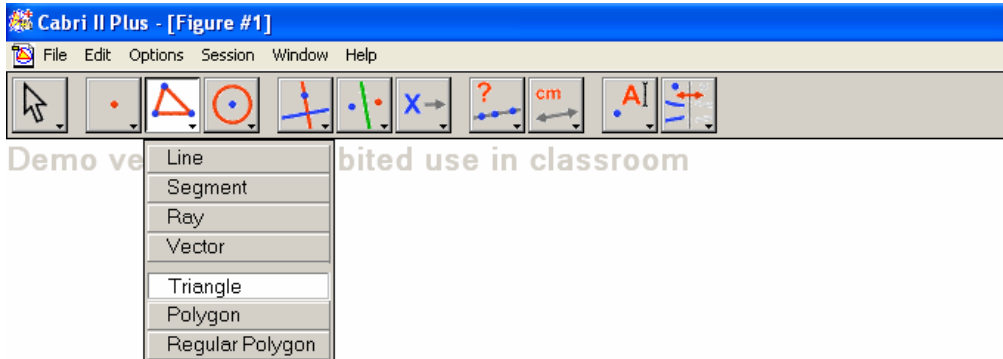 Cabri II Plus - [Figure #1]
File Edit Options Session Window Help
X ? cm A
Demo ve bited use in classroom
Line
Segment
Ray
Vector
Triangle
Polygon
Regular Polygon